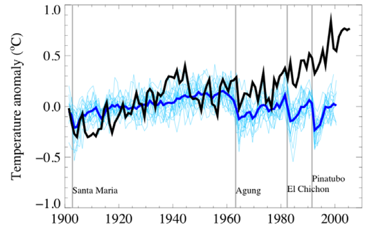 1.0
0.5
0.0
−0.5
−1.0
Temperature anomaly (°C)
Santa Maria
Agung
Pinatubo
El Chichon
1900 1920 1940 1960 1980 2000